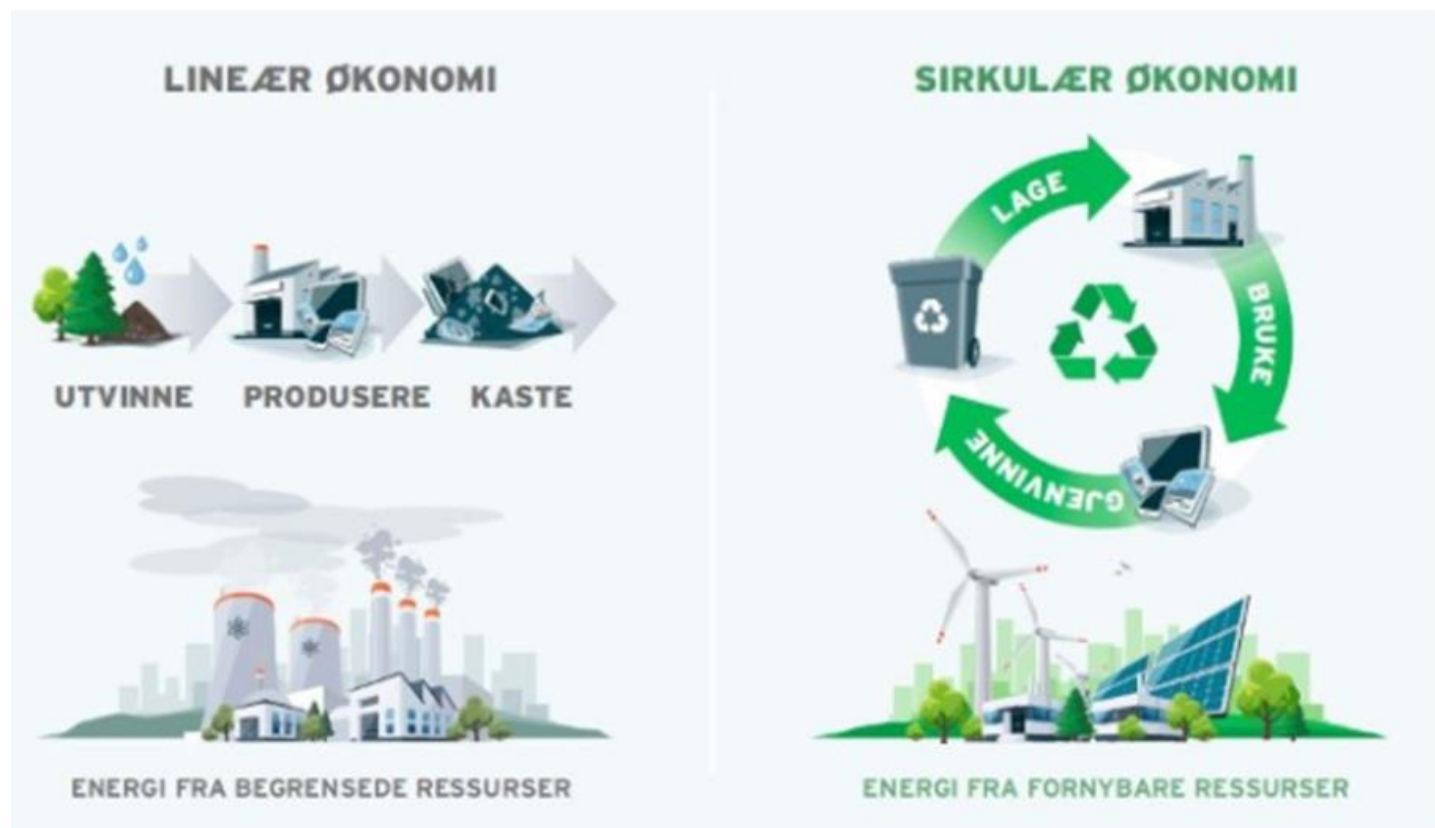 LINEÆR ØKONOMI
UTVINNE
PRODUSERE
KASTE
ENERGI FRA BEGRENSEDE RESSURSER
SIRKULÆR ØKONOMI
LAGE
BRUKE
GJENVINNE
ENERGI FRA FORNYBARE RESSURSER